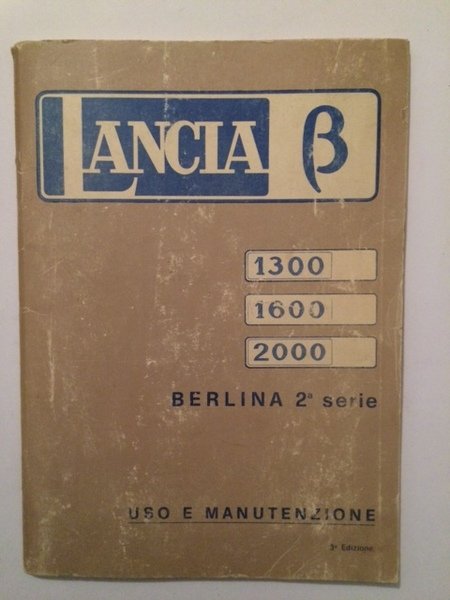 LANCIA β
1300
1600
2000
BERLINA 2ª serie
USO E MANUTENZIONE
3ª Edizione